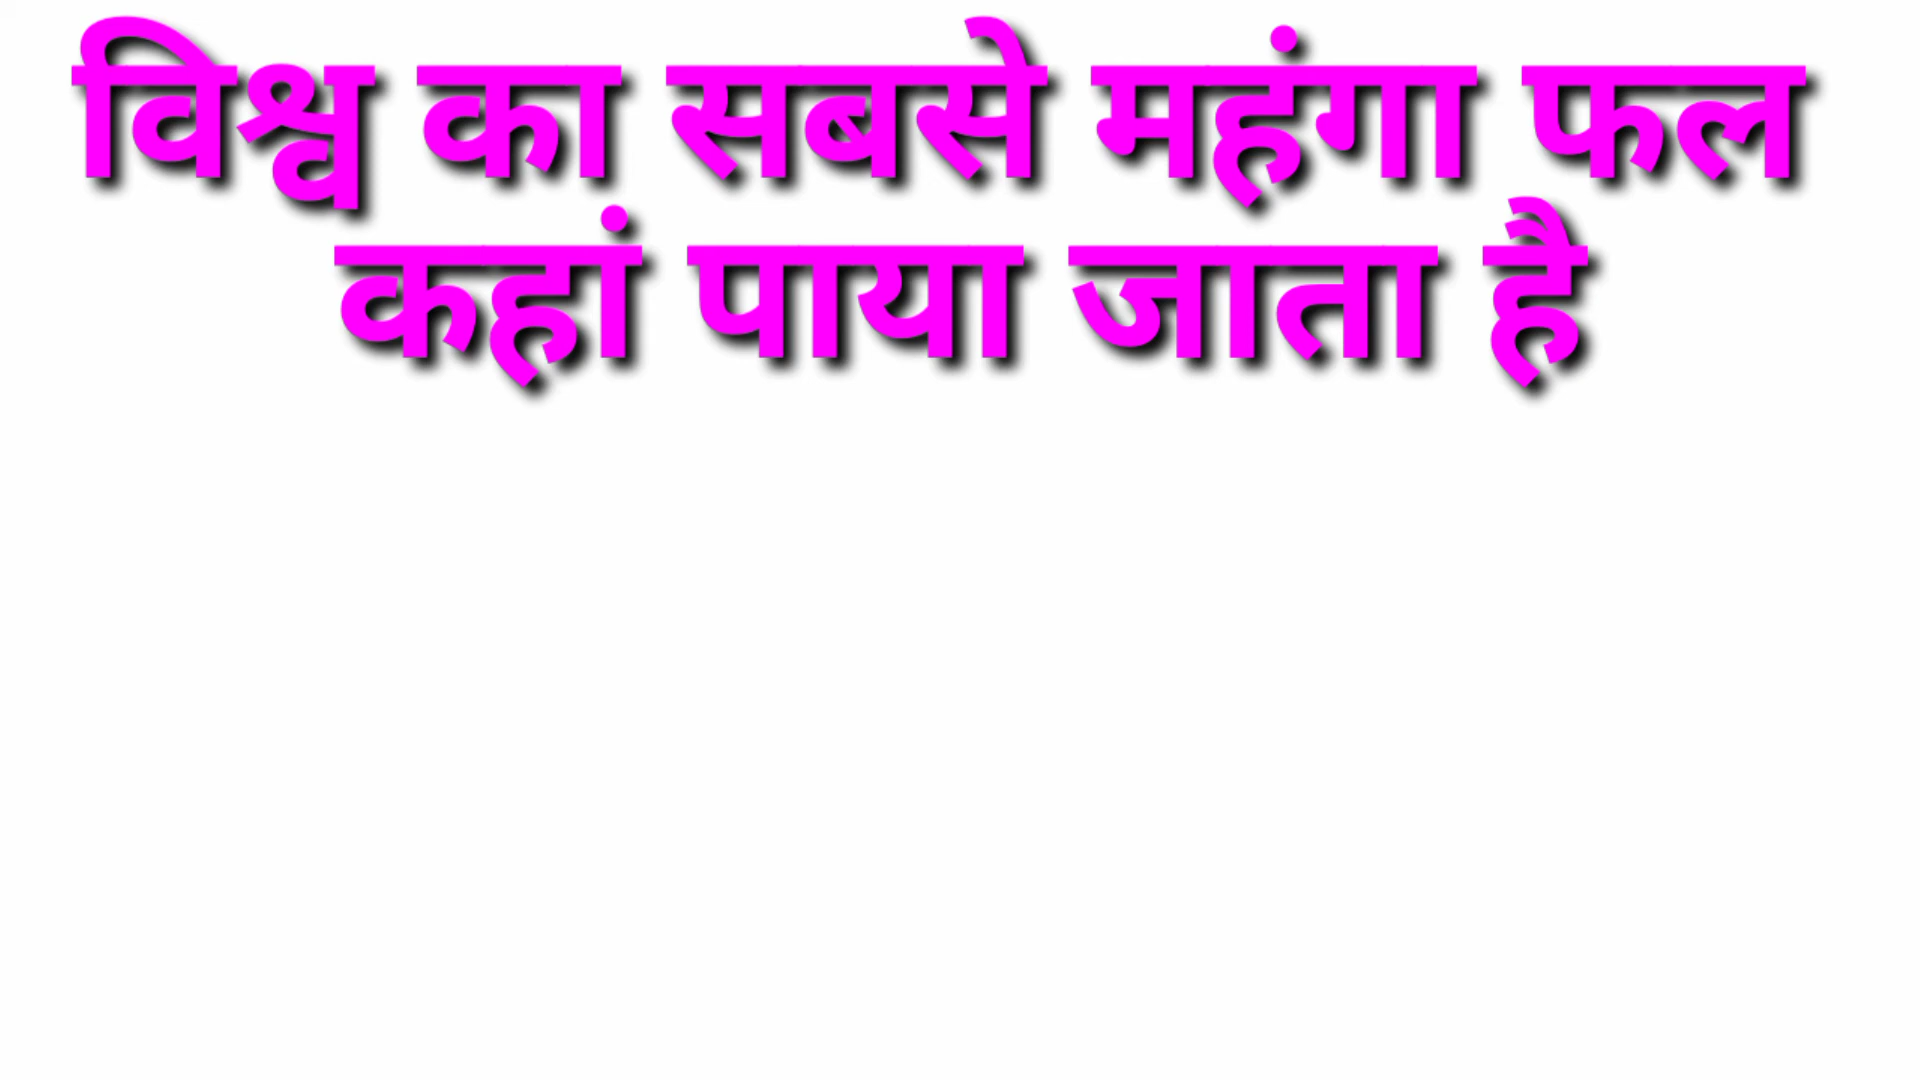 विश्व का सबसे महंगा फल
कहां पाया जाता है